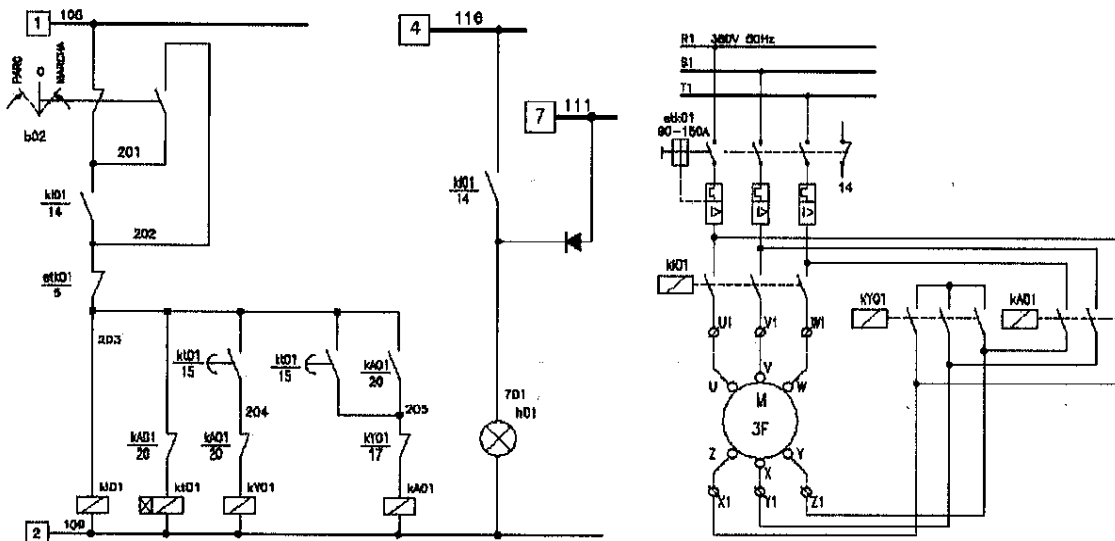 1
106
PARO
0
MARCHA
b02
201
kl01
14
202
etk01
5
203
kt01
15
kt01
15
kA01
20
204
205
kA01
20
kA01
20
kY01
17
kl01
kt01
kY01
kA01
2
109
4
116
7
111
kl01
14
701
h01
R1 380V 50Hz
S1
T1
etk01
90-150A
14
kl01
kY01
kA01
U1
V1
W1
U
V
W
M
3F
Z
X
Y
X1
Y1
Z1